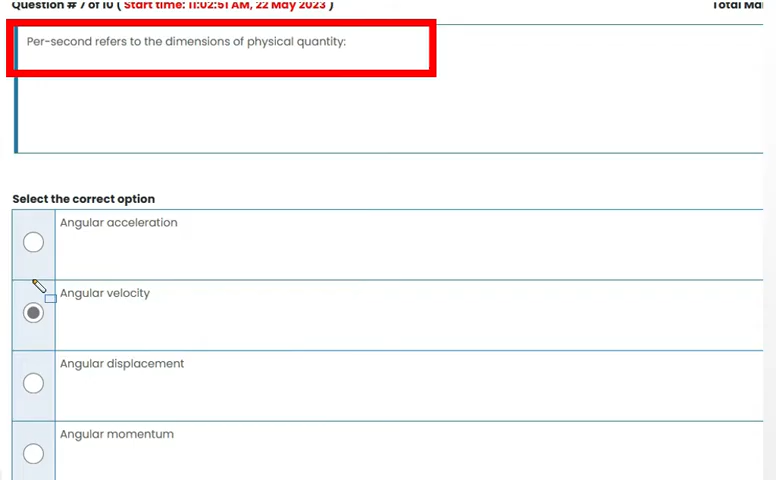 Question # 7 of 10 ( Start time: 11:02:51 AM, 22 May 2023 )
Total
Per-second refers to the dimensions of physical quantity:
Select the correct option
Angular acceleration
Angular velocity
Angular displacement
Angular momentum